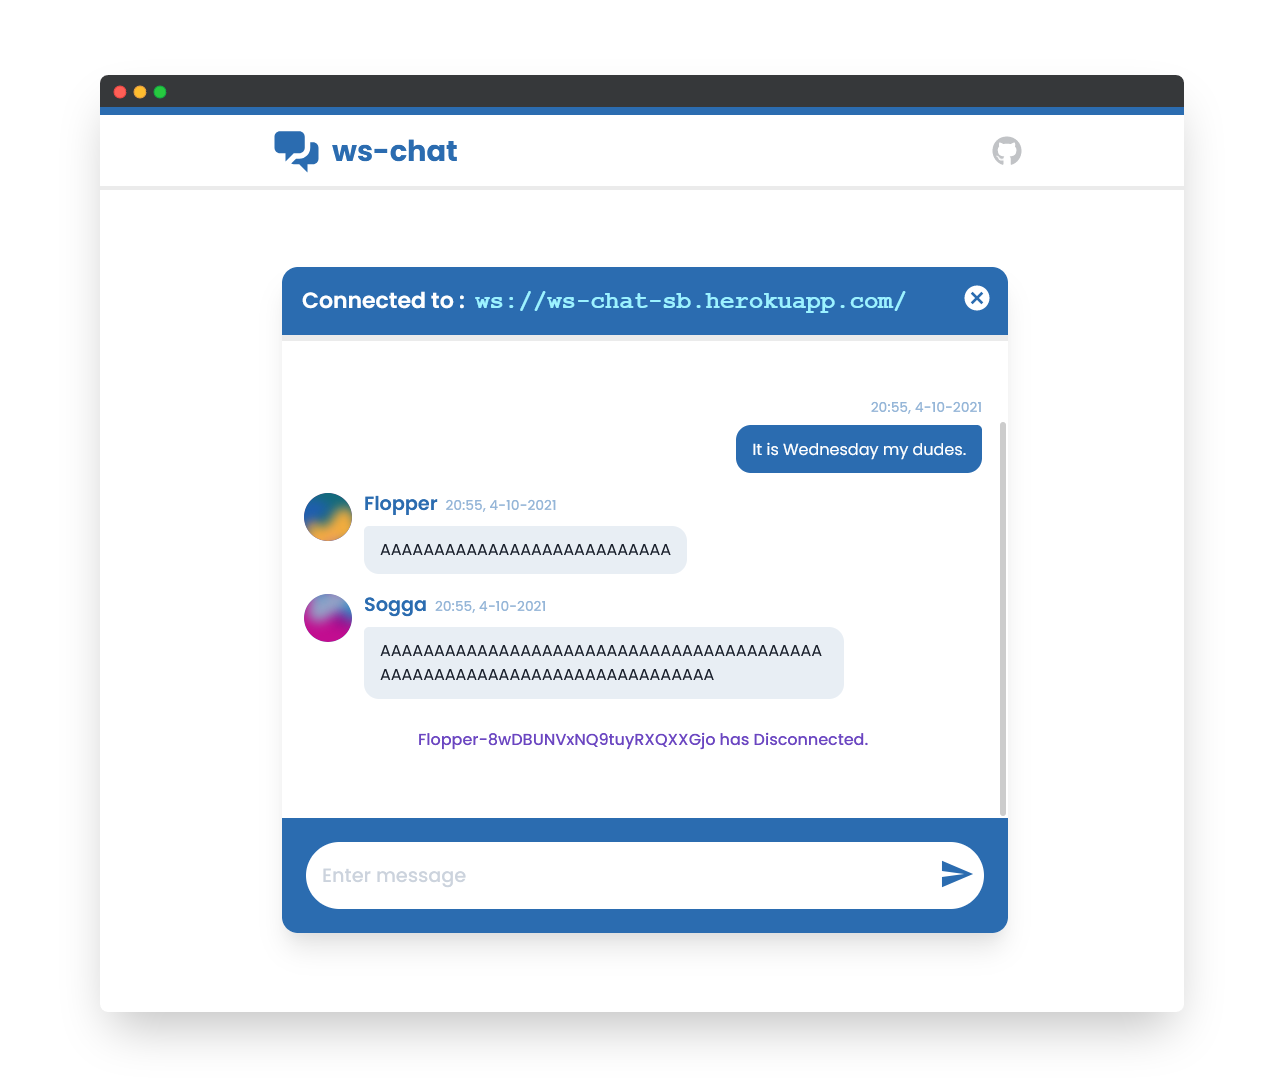 ws-chat
Connected to : ws://ws-chat-sb.herokuapp.com/
20:55, 4-10-2021
It is Wednesday my dudes.
Flopper 20:55, 4-10-2021
AAAAAAAAAAAAAAAAAAAAAAAAAAA
Sogga 20:55, 4-10-2021
AAAAAAAAAAAAAAAAAAAAAAAAAAAAAAAAAAAAAAAAA
AAAAAAAAAAAAAAAAAAAAAAAAAAAAAAA
Flopper-8wDBUNVxNQ9tuyRXQXXGjo has Disconnected.
Enter message